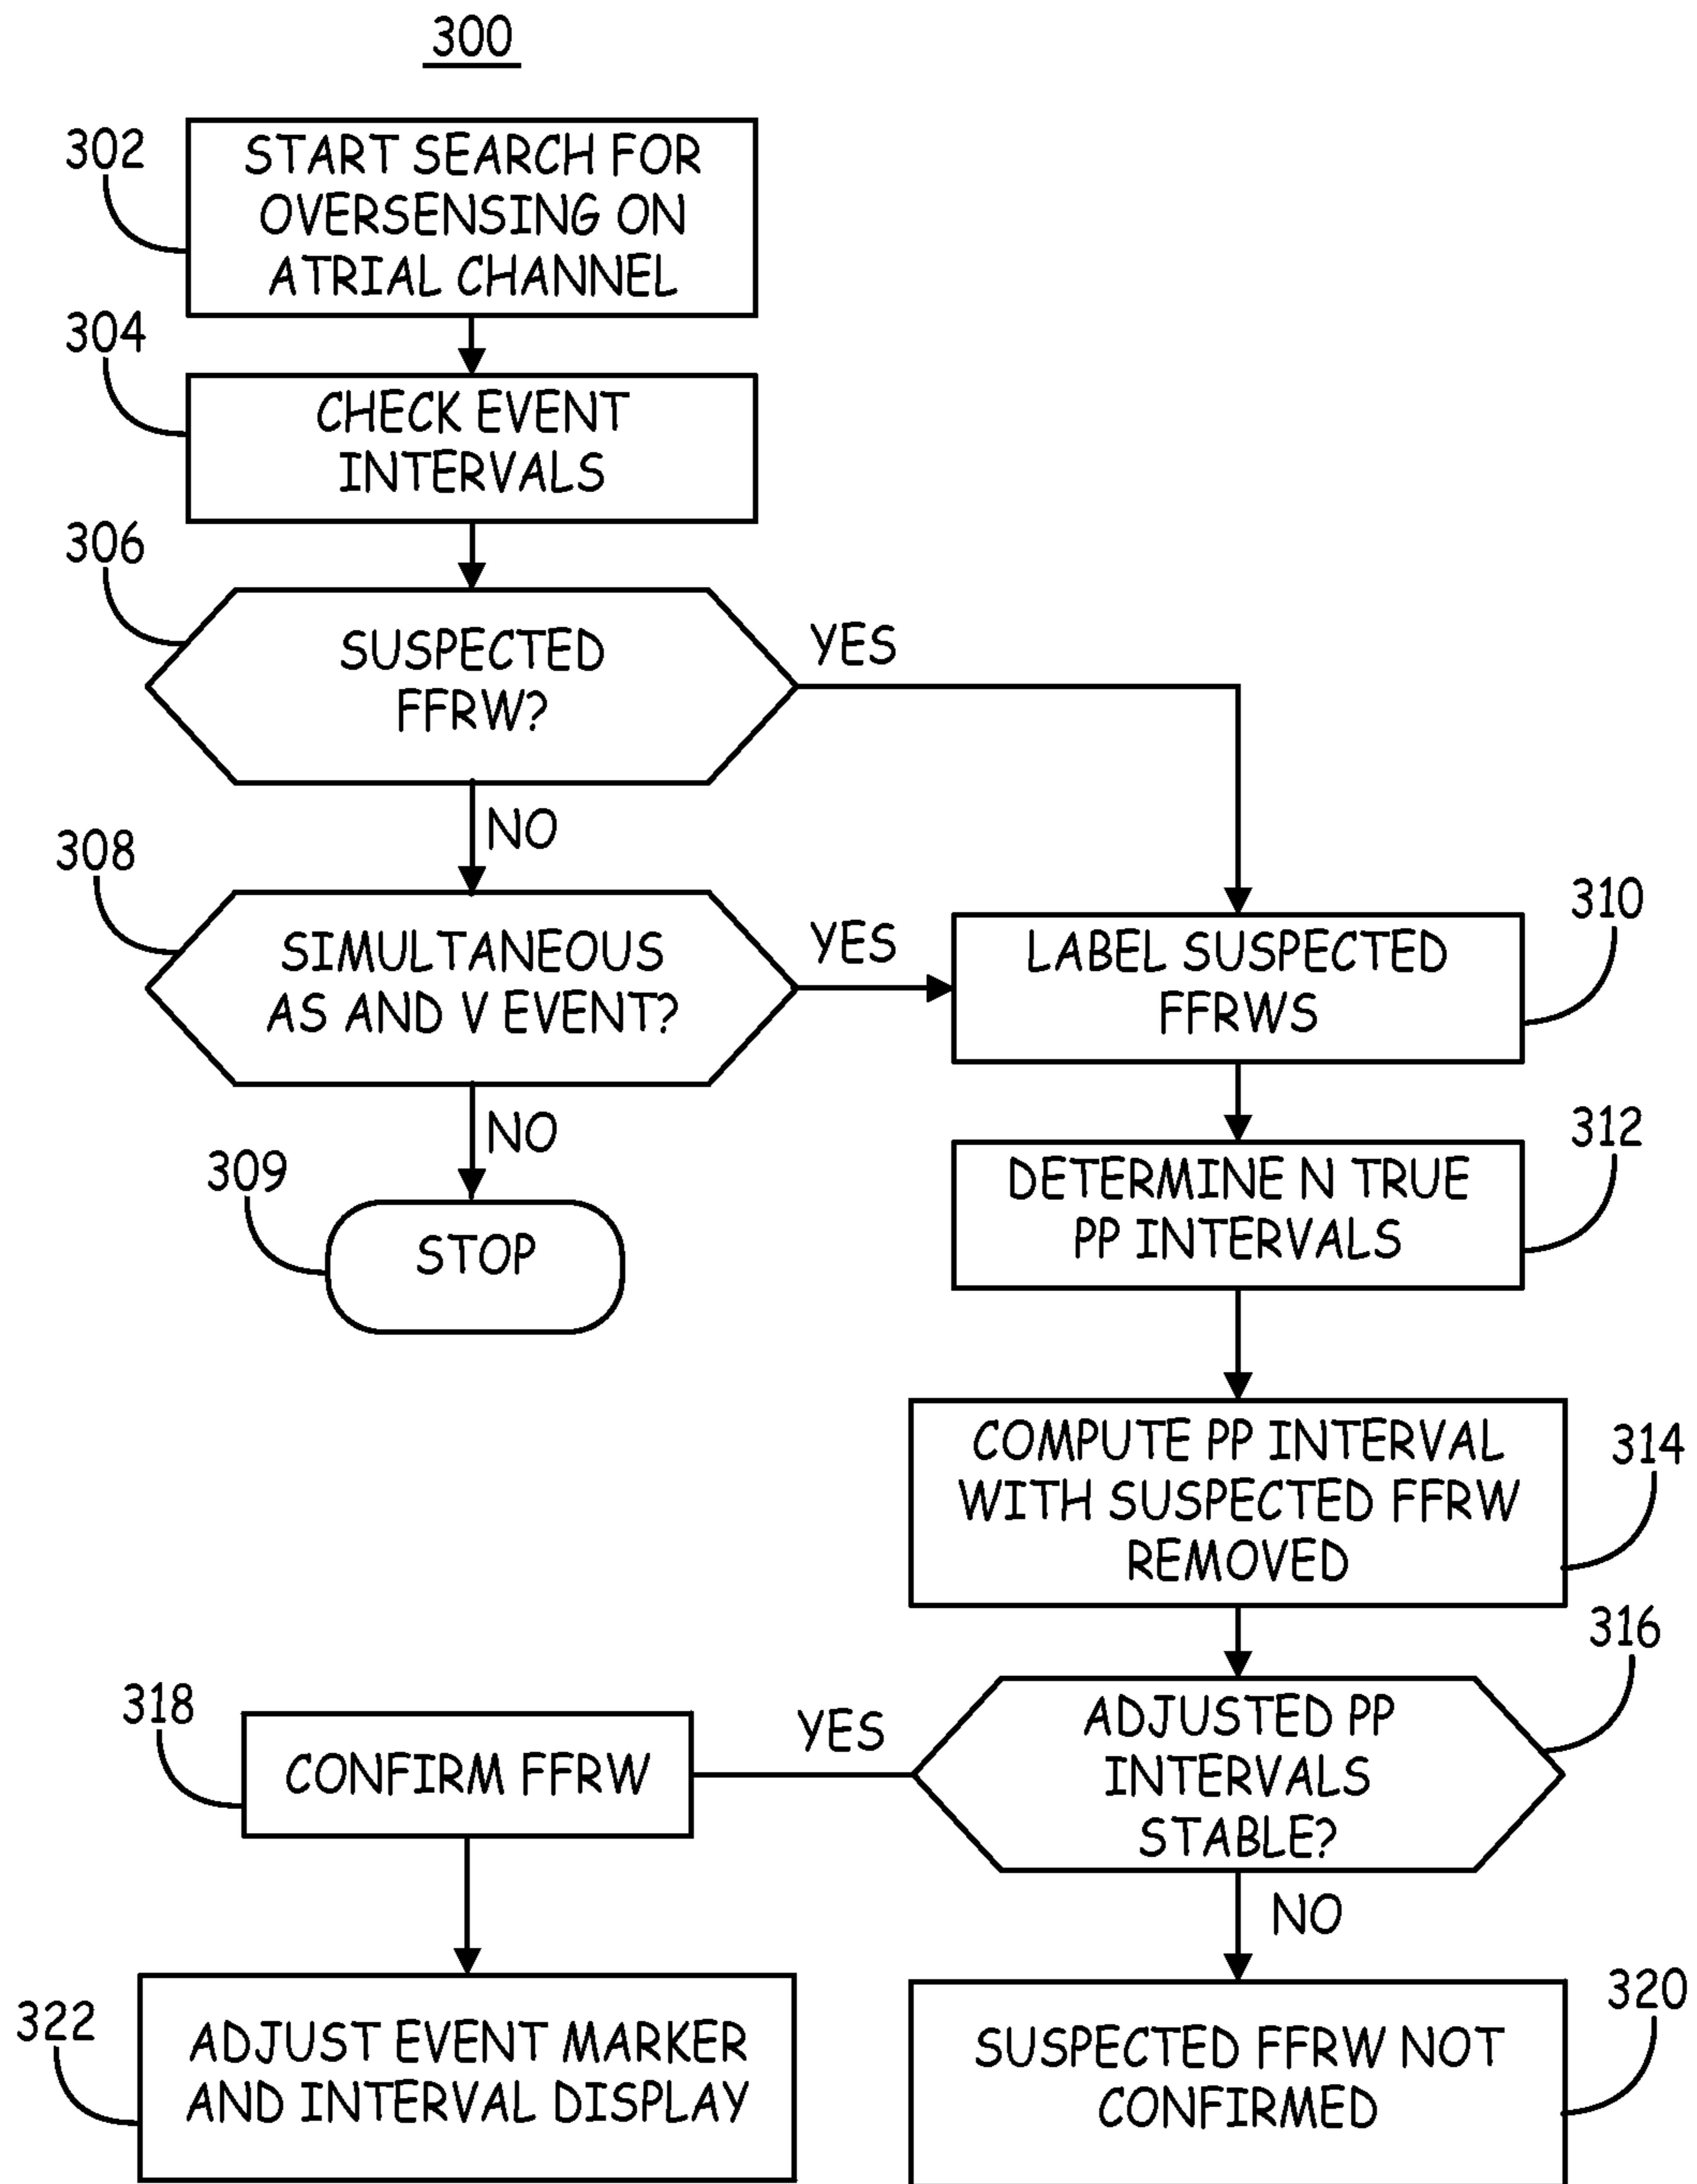 300
302
START SEARCH FOR
OVERSENSING ON
ATRIAL CHANNEL
304
CHECK EVENT
INTERVALS
306
SUSPECTED
FFRW?
YES
NO
308
SIMULTANEOUS
AS AND V EVENT?
YES
NO
309
STOP
310
LABEL SUSPECTED
FFRWS
312
DETERMINE N TRUE
PP INTERVALS
314
COMPUTE PP INTERVAL
WITH SUSPECTED FFRW
REMOVED
316
ADJUSTED PP
INTERVALS
STABLE?
YES
NO
318
CONFIRM FFRW
320
SUSPECTED FFRW NOT
CONFIRMED
322
ADJUST EVENT MARKER
AND INTERVAL DISPLAY